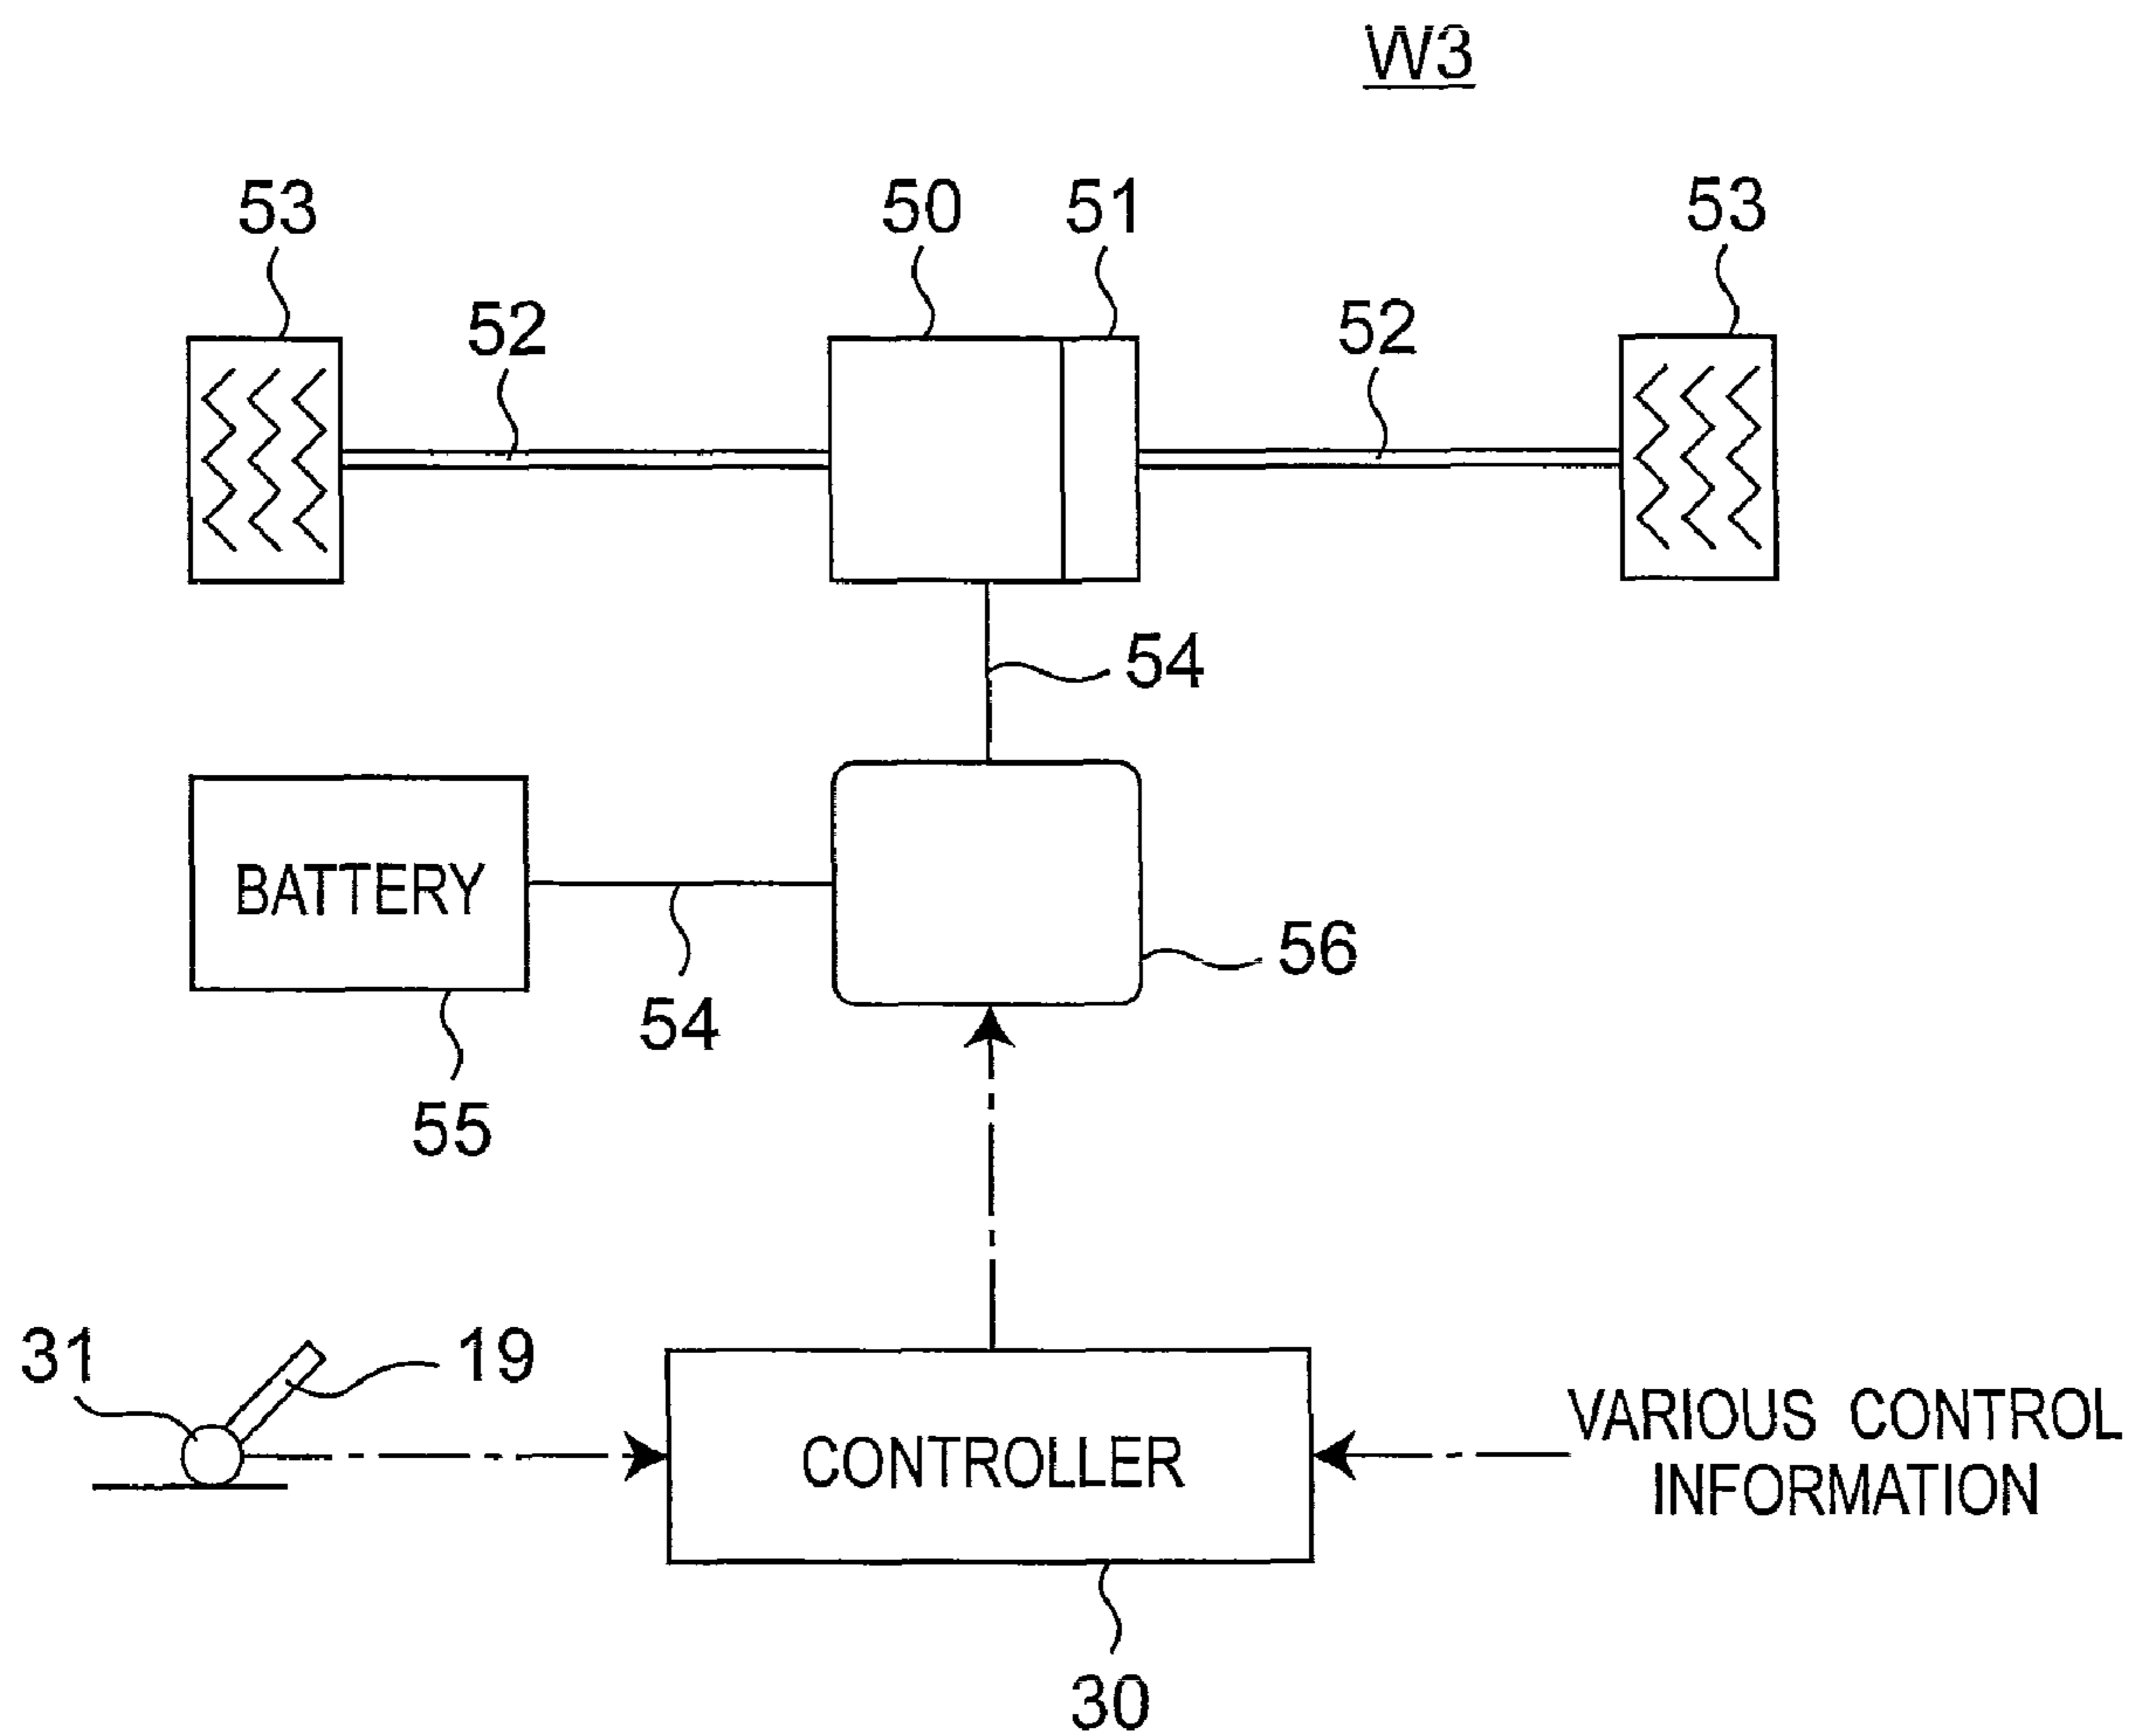 W3
53
50
51
53
52
52
54
BATTERY
56
54
55
31
19
CONTROLLER
VARIOUS CONTROL
INFORMATION
30